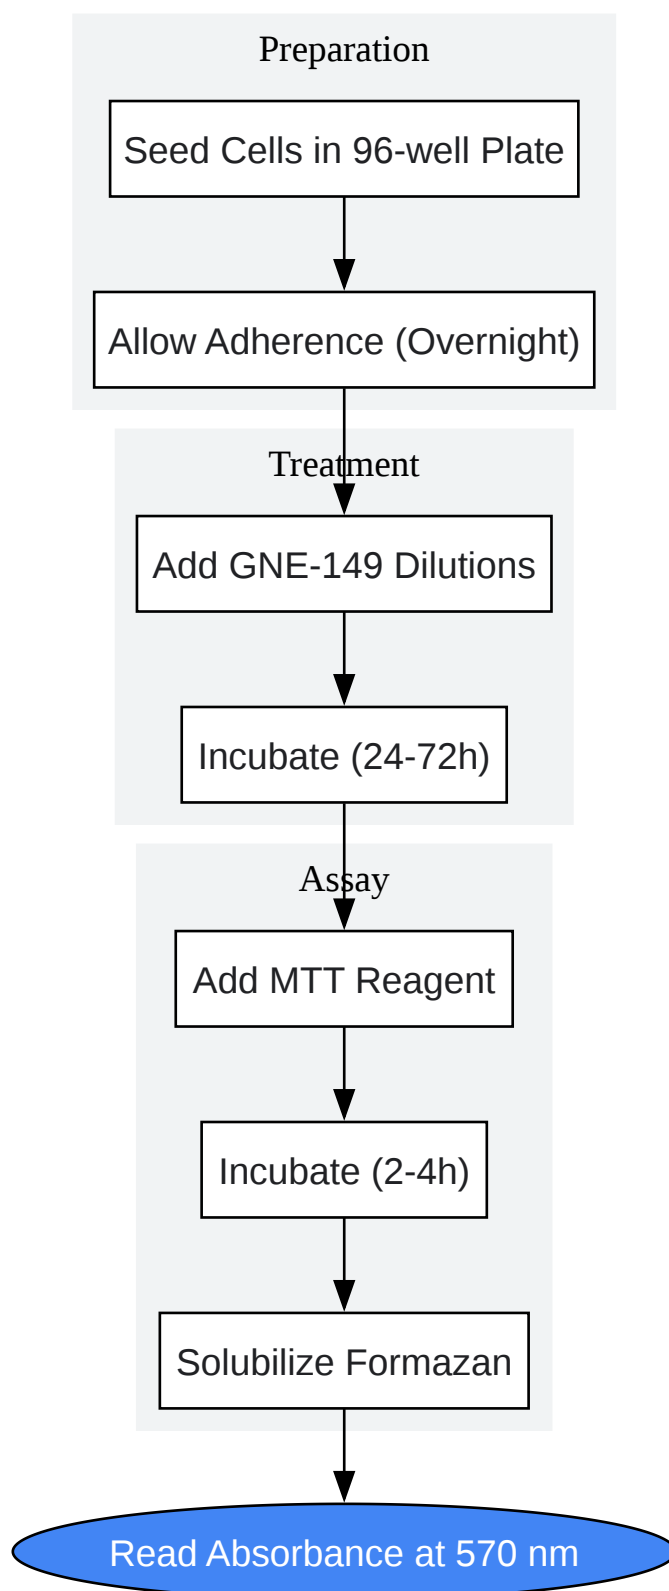 Preparation
Seed Cells in 96-well Plate
Allow Adherence (Overnight)
Treatment
Add GNE-149 Dilutions
Incubate (24-72h)
Assay
Add MTT Reagent
Incubate (2-4h)
Solubilize Formazan
Read Absorbance at 570 nm